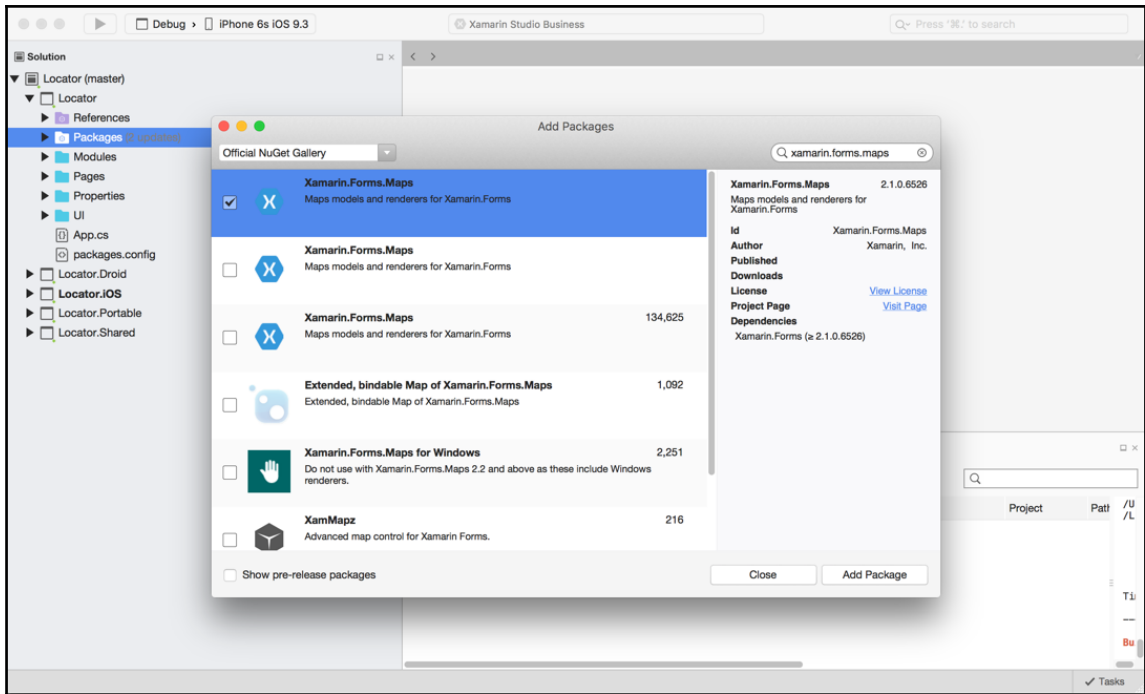 Debug › iPhone 6s iOS 9.3
Xamarin Studio Business
Press '⌘.' to search
Solution
Locator (master)
Locator
References
Packages
Modules
Pages
Properties
UI
App.cs
packages.config
Locator.Droid
Locator.iOS
Locator.Portable
Locator.Shared
Add Packages
Official NuGet Gallery
xamarin.forms.maps
Xamarin.Forms.Maps
Maps models and renderers for Xamarin.Forms
Xamarin.Forms.Maps
Maps models and renderers for Xamarin.Forms
Xamarin.Forms.Maps 134,625
Maps models and renderers for Xamarin.Forms
Extended, bindable Map of Xamarin.Forms.Maps 1,092
Extended, bindable Map of Xamarin.Forms.Maps
Xamarin.Forms.Maps for Windows 2,251
Do not use with Xamarin.Forms.Maps 2.2 and above as these include Windows
renderers.
XamMapz 216
Advanced map control for Xamarin Forms.
Xamarin.Forms.Maps 2.1.0.6526
Maps models and renderers for
Xamarin.Forms
Id Xamarin.Forms.Maps
Author Xamarin, Inc.
Published
Downloads
License View License
Project Page Visit Page
Dependencies
Xamarin.Forms (≥ 2.1.0.6526)
Show pre-release packages
Close
Add Package
Project Path
/U
/L
Ti
--
Bu
Tasks